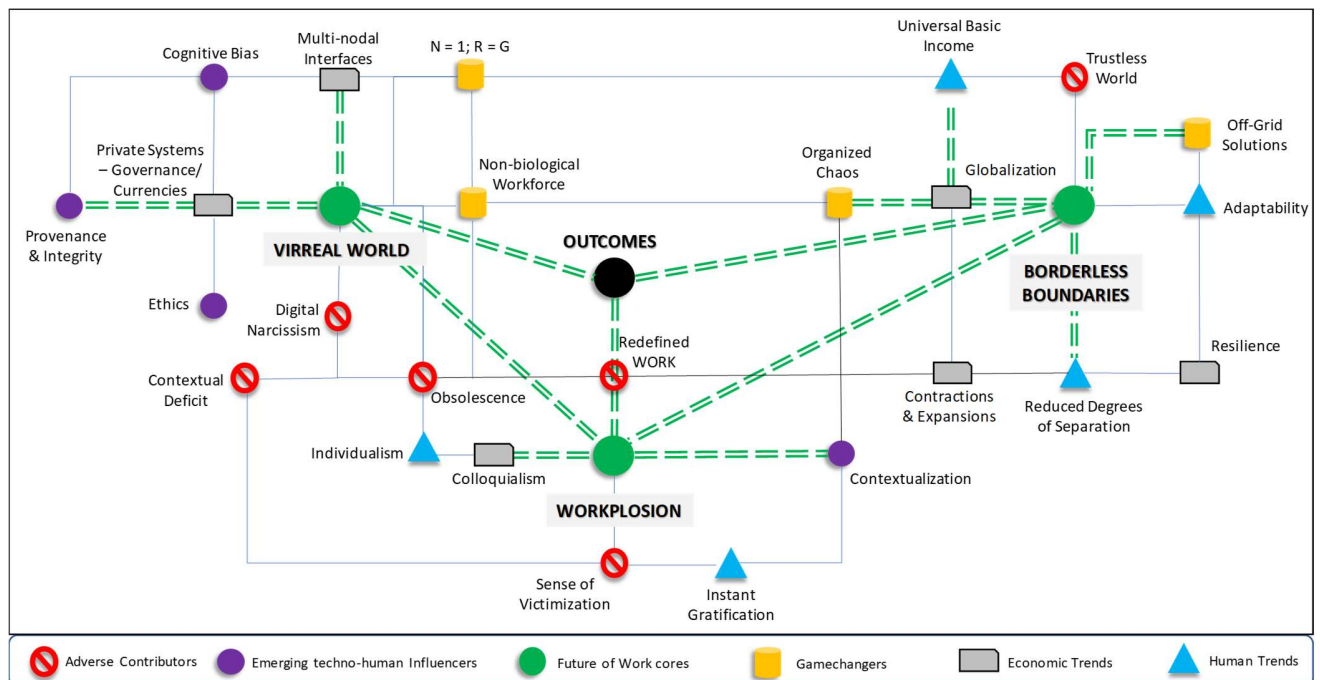 Cognitive Bias
Multi-nodal
Interfaces
N = 1; R = G
Universal Basic
Income
Trustless
World
Private Systems
– Governance/
Currencies
Non-biological
Workforce
Organized
Chaos
Globalization
Off-Grid
Solutions
Provenance
& Integrity
VIRREAL WORLD
OUTCOMES
Adaptability
BORDERLESS
BOUNDARIES
Ethics
Digital
Narcissism
Redefined
WORK
Resilience
Contextual
Deficit
Obsolescence
Contractions
& Expansions
Reduced Degrees
of Separation
Individualism
Colloquialism
Contextualization
WORKPLOSION
Sense of
Victimization
Instant
Gratification
Adverse Contributors
Emerging techno-human Influencers
Future of Work cores
Gamechangers
Economic Trends
Human Trends